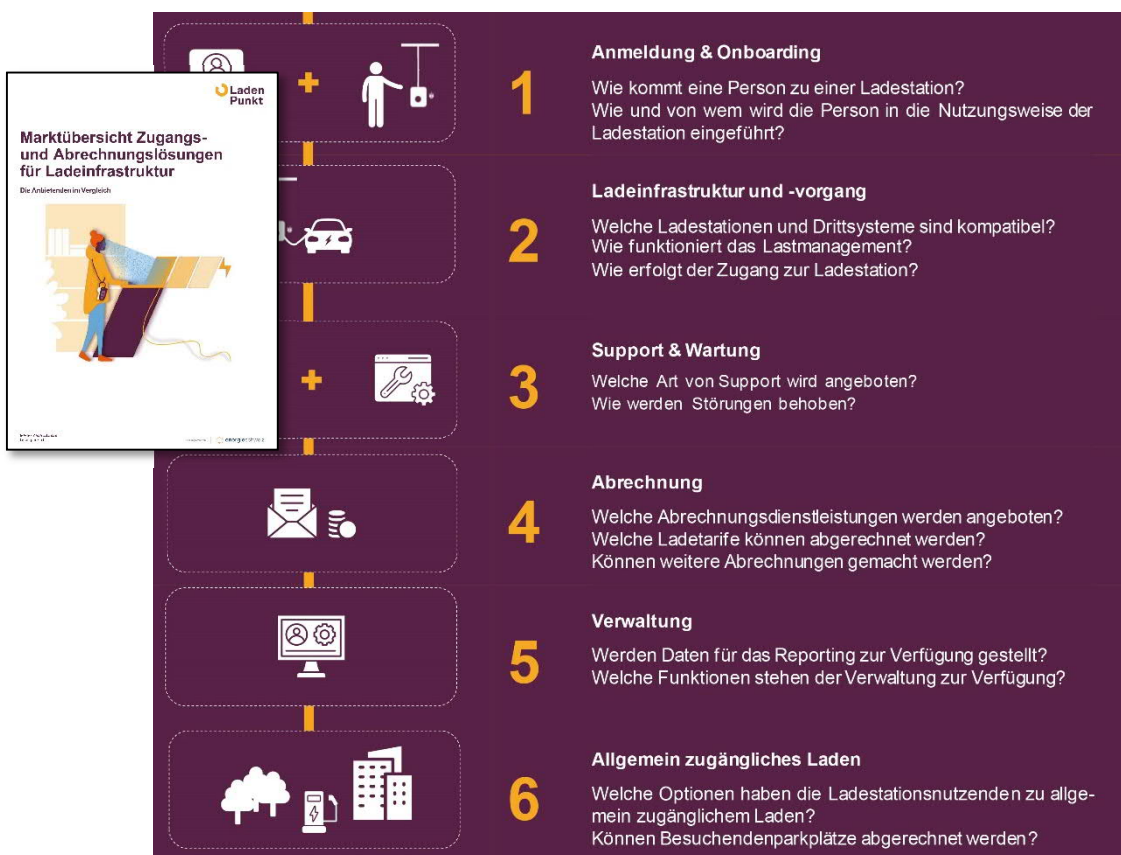 Laden
Punkt
Marktübersicht Zugangs-
und Abrechnungslösungen
für Ladeinfrastruktur
Die Anbietenden im Vergleich
1
Anmeldung & Onboarding
Wie kommt eine Person zu einer Ladestation?
Wie und von wem wird die Person in die Nutzungsweise der
Ladestation eingeführt?
2
Ladeinfrastruktur und -vorgang
Welche Ladestationen und Drittsysteme sind kompatibel?
Wie funktioniert das Lastmanagement?
Wie erfolgt der Zugang zur Ladestation?
3
Support & Wartung
Welche Art von Support wird angeboten?
Wie werden Störungen behoben?
4
Abrechnung
Welche Abrechnungsdienstleistungen werden angeboten?
Welche Ladetarife können abgerechnet werden?
Können weitere Abrechnungen gemacht werden?
5
Verwaltung
Werden Daten für das Reporting zur Verfügung gestellt?
Welche Funktionen stehen der Verwaltung zur Verfügung?
6
Allgemein zugängliches Laden
Welche Optionen haben die Ladestationsnutzenden zu allge-
mein zugänglichem Laden?
Können Besuchendenparkplätze abgerechnet werden?